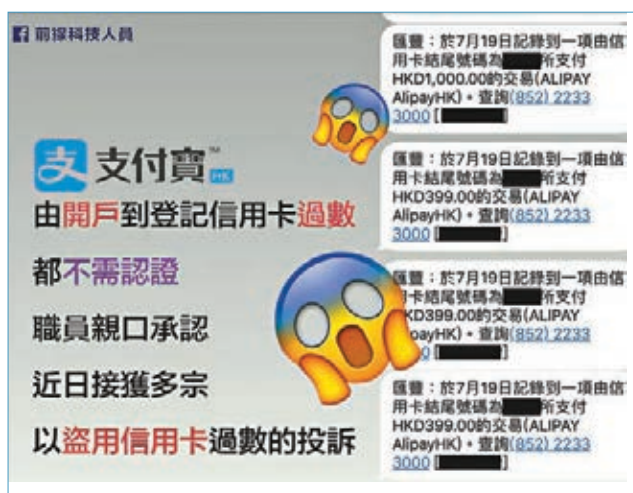 前線科技人員
支付寶™
HK
由開戶到登記信用卡過數
都不需認證
職員親口承認
近日接獲多宗
以盜用信用卡過數的投訴
匯豐：於7月19日記錄到一項由信
用卡結尾號碼為 所支付
HKD1,000.00的交易(ALIPAY
AlipayHK)。查詢(852) 2233
3000 [ ]
匯豐：於7月19日記錄到一項由信
用卡結尾號碼為 所支付
HKD399.00的交易(ALIPAY
AlipayHK)。查詢(852) 2233
3000 [ ]
匯豐：於7月19日記錄到一項由信
卡結尾號碼為 所支付
KD399.00的交易(ALIPAY
ipayHK)。查詢(852) 2233
0 [ ]
匯豐：於7月19日記錄到一項由信
用卡結尾號碼為 所支付
HKD399.00的交易(ALIPAY
AlipayHK)。查詢(852) 2233
3000 [ ]